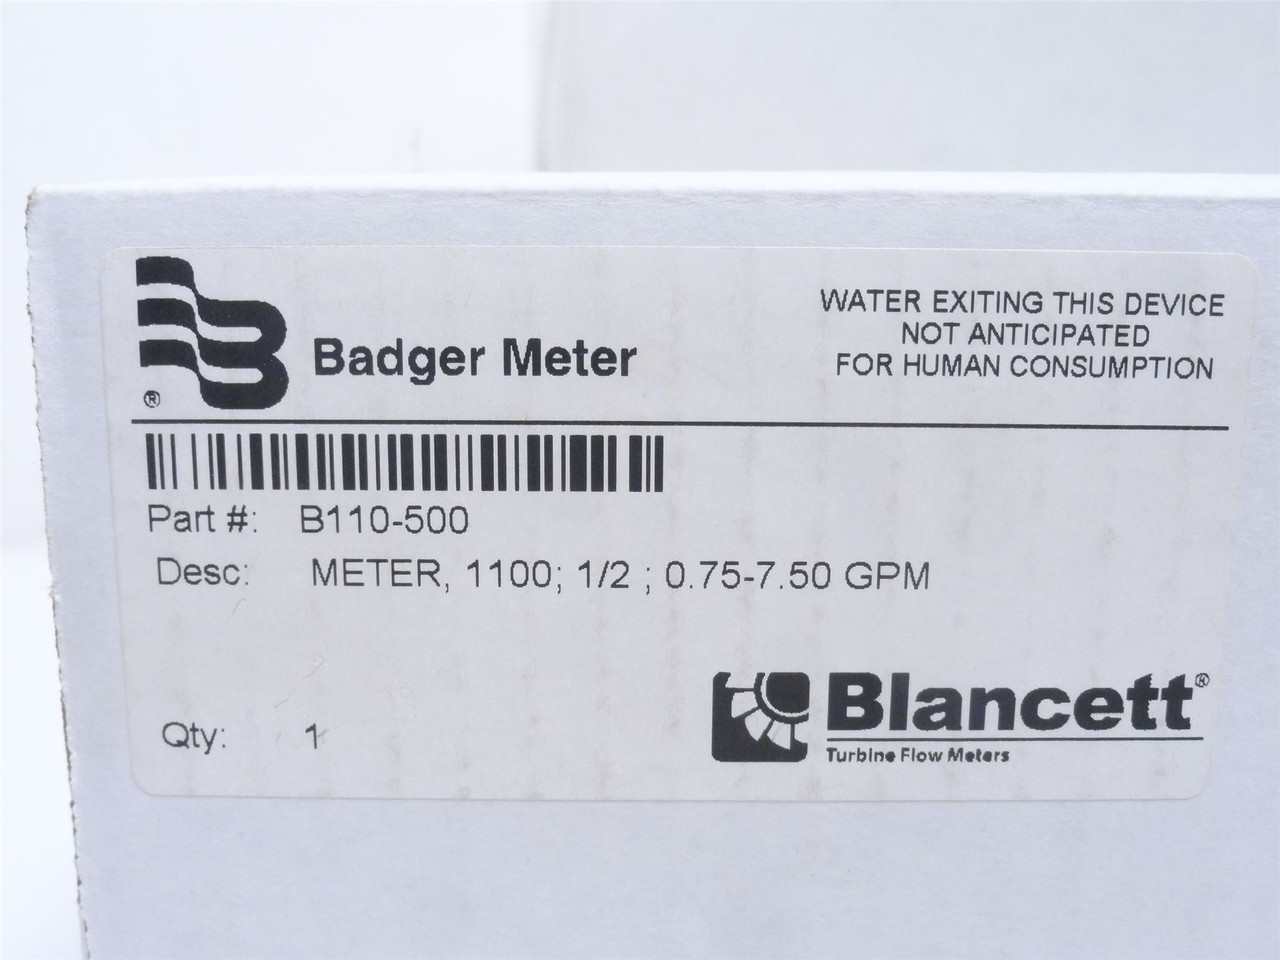 Badger Meter
®
WATER EXITING THIS DEVICE
NOT ANTICIPATED
FOR HUMAN CONSUMPTION
Part #: B110-500
Desc: METER, 1100; 1/2 ; 0.75-7.50 GPM
Qty: 1
Blancett®
Turbine Flow Meters